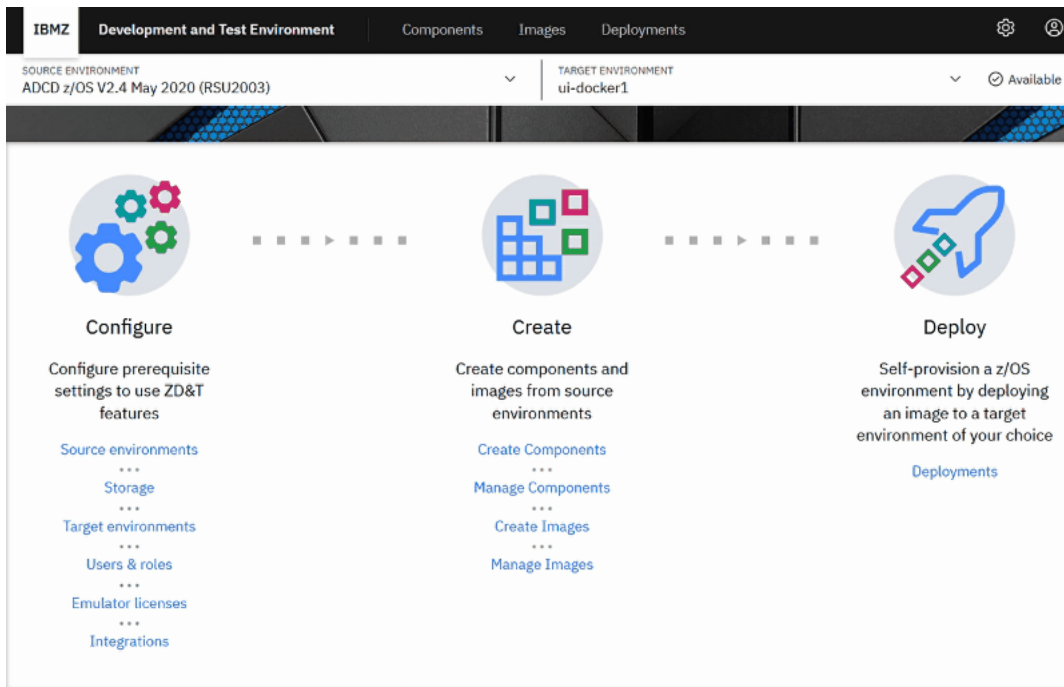 IBMZ Development and Test Environment Components Images Deployments
SOURCE ENVIRONMENT
ADCD z/OS V2.4 May 2020 (RSU2003)
TARGET ENVIRONMENT
ui-docker1
Available
Configure
Configure prerequisite
settings to use ZD&T
features
Source environments
Storage
Target environments
Users & roles
Emulator licenses
Integrations
Create
Create components and
images from source
environments
Create Components
Manage Components
Create Images
Manage Images
Deploy
Self-provision a z/OS
environment by deploying
an image to a target
environment of your choice
Deployments